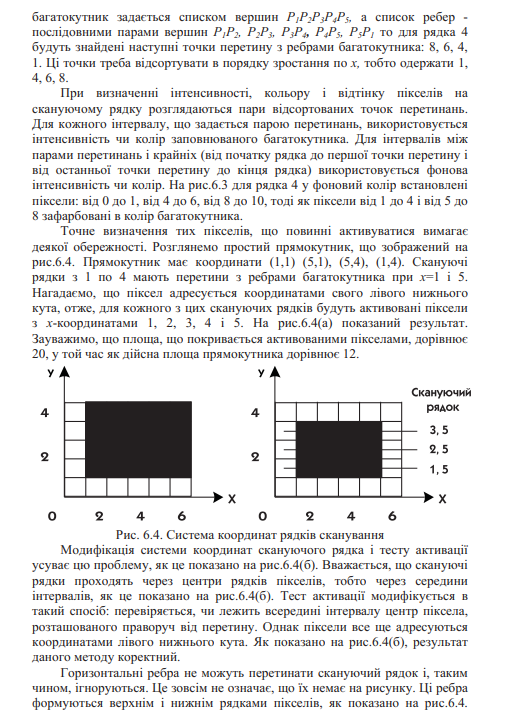 багатокутник задається списком вершин P1P2P3P4P5, а список ребер -
послідовними парами вершин P1P2, P2P3, P3P4, P4P5, P5P1 то для рядка 4
будуть знайдені наступні точки перетину з ребрами багатокутника: 8, 6, 4,
1. Ці точки треба відсортувати в порядку зростання по x, тобто одержати 1,
4, 6, 8.
При визначенні інтенсивності, кольору і відтінку пікселів на
скануючому рядку розглядаються пари відсортованих точок перетинань.
Для кожного інтервалу, що задається парою перетинань, використовується
інтенсивність чи колір заповнюваного багатокутника. Для інтервалів між
парами перетинань і крайніх (від початку рядка до першої точки перетину і
від останньої точки перетину до кінця рядка) використовується фонова
інтенсивність чи колір. На рис.6.3 для рядка 4 у фоновий колір встановлені
піксели: від 0 до 1, від 4 до 6, від 8 до 10, тоді як піксели від 1 до 4 і від 5 до
8 зафарбовані в колір багатокутника.
Точне визначення тих пікселів, що повинні активуватися вимагає
деякої обережності. Розглянемо простий прямокутник, що зображений на
рис.6.4. Прямокутник має координати (1,1) (5,1), (5,4), (1,4). Скануючі
рядки з 1 по 4 мають перетини з ребрами багатокутника при x=1 і 5.
Нагадаємо, що піксел адресується координатами свого лівого нижнього
кута, отже, для кожного з цих скануючих рядків будуть активовані піксели
з x-координатами 1, 2, 3, 4 і 5. На рис.6.4(а) показаний результат.
Зауважимо, що площа, що покривається активованими пікселами, дорівнює
20, у той час як дійсна площа прямокутника дорівнює 12.
У
4
2
X
0 2 4 6
У
4
2
X
0 2 4 6
Скануючий
рядок
3, 5
2, 5
1, 5
Рис. 6.4. Система координат рядків сканування
Модифікація системи координат скануючого рядка і тесту активації
усуває цю проблему, як це показано на рис.6.4(б). Вважається, що скануючі
рядки проходять через центри рядків пікселів, тобто через середини
інтервалів, як це показано на рис.6.4(б). Тест активації модифікується в
такий спосіб: перевіряється, чи лежить всередині інтервалу центр піксела,
розташованого праворуч від перетину. Однак піксели все ще адресуються
координатами лівого нижнього кута. Як показано на рис.6.4(б), результат
даного методу коректний.
Горизонтальні ребра не можуть перетинати скануючий рядок і, таким
чином, ігноруються. Це зовсім не означає, що їх немає на рисунку. Ці ребра
формуються верхнім і нижнім рядками пікселів, як показано на рис.6.4.